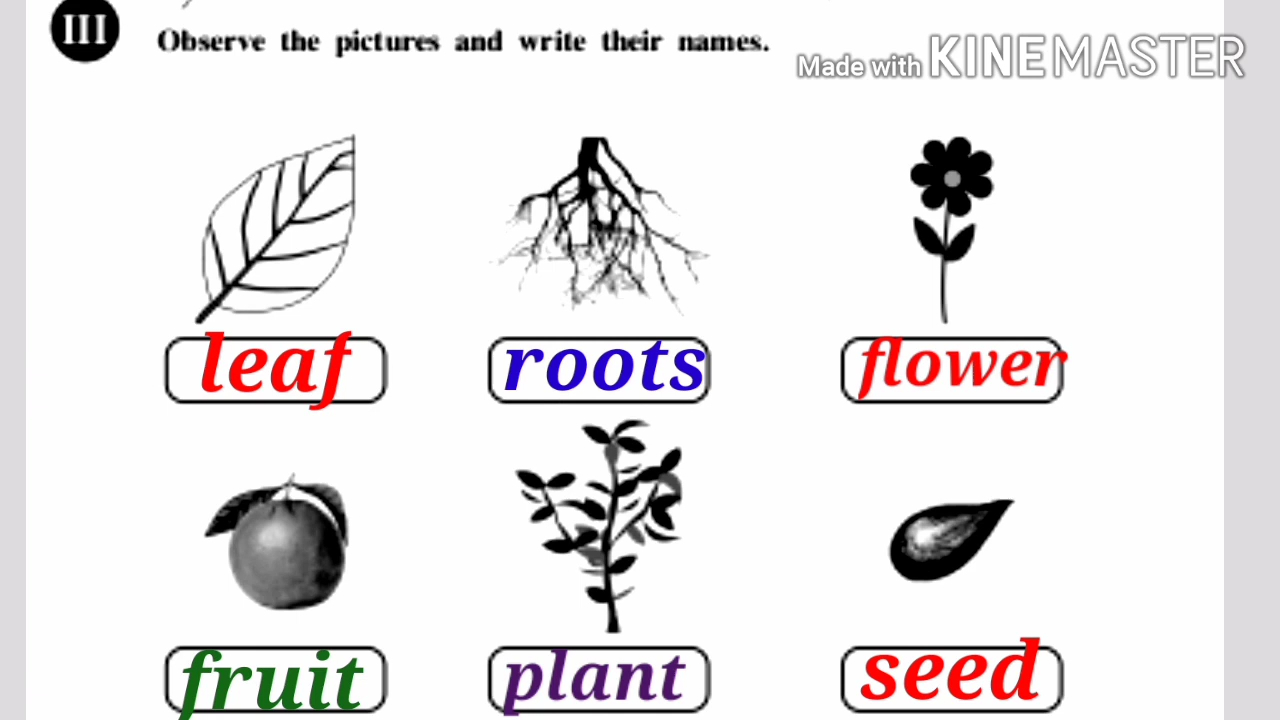 III
Observe the pictures and write their names.
Made with KINEMASTER
leaf roots flower
fruit plant seed